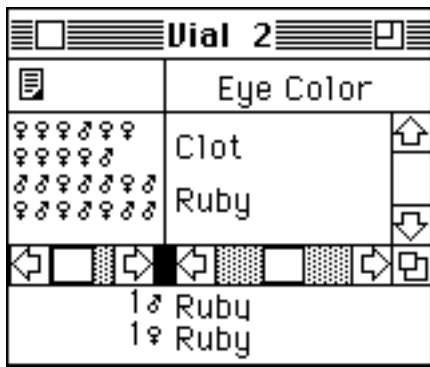 Vial 2
Eye Color
♀♀♀♂♀♀
♀♀♀♀♂
Clot
♂♂♀♂♂♀♂
♀♂♀♂♀♂♂
Ruby
1♂ Ruby
1♀ Ruby